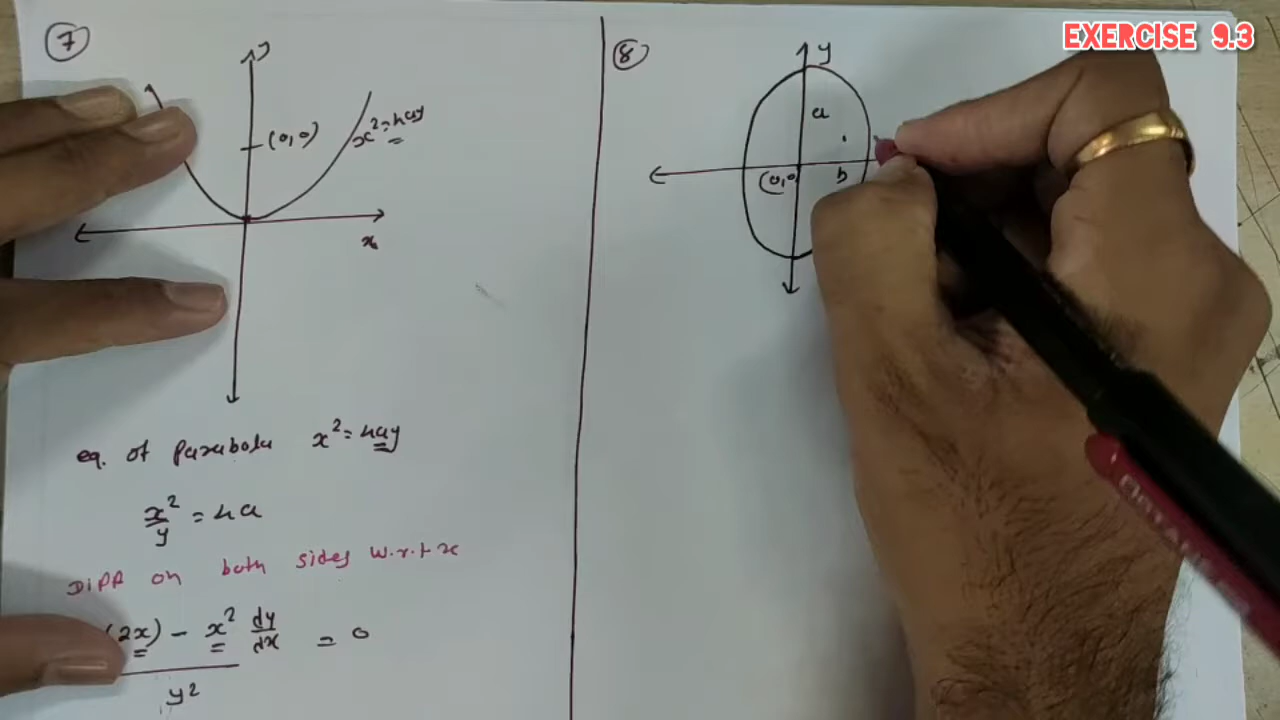 EXERCISE 9.3
7
y
(0,0)
x²=4ay
x
eq. of parabola x²=4ay
x²/y = 4a
Diff on both sides w.r.t x
(2x) - x² dy/dx = 0
y²
8
y
a
(0,0
b